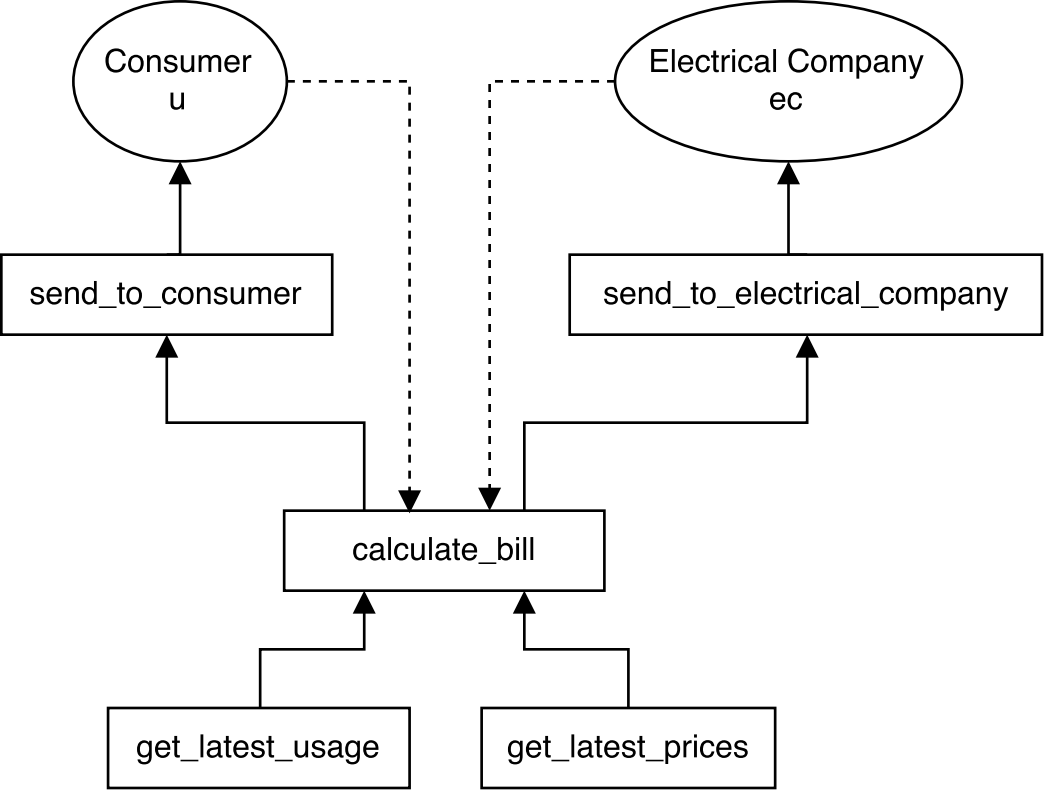 Consumer
u
Electrical Company
ec
send_to_consumer
send_to_electrical_company
calculate_bill
get_latest_usage
get_latest_prices